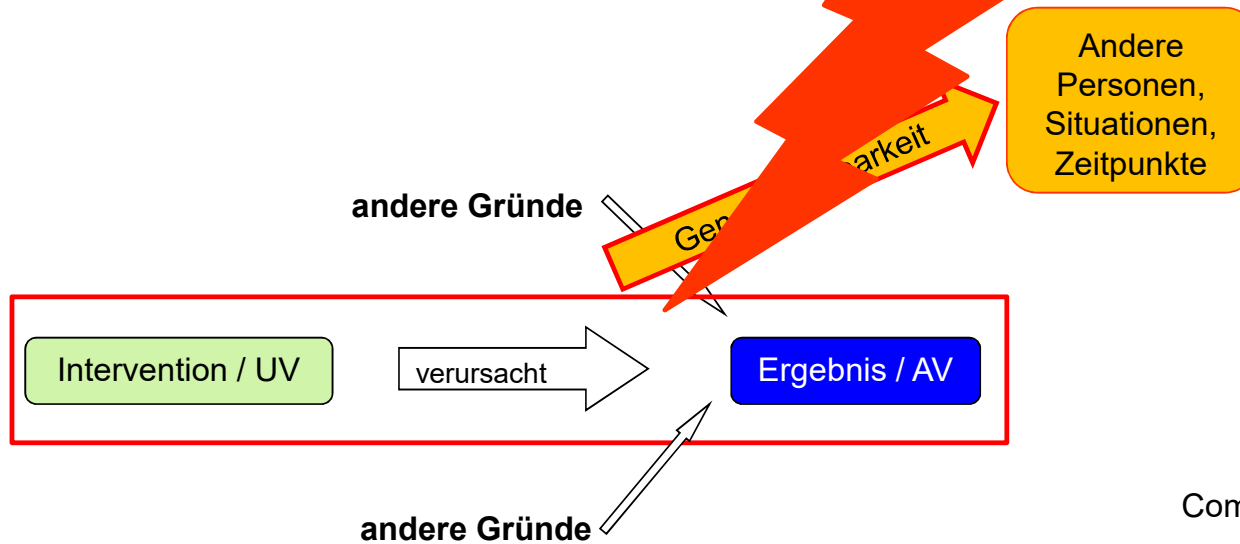 Andere
Personen,
Situationen,
Zeitpunkte
andere Gründe
Intervention / UV
verursacht
Ergebnis / AV
andere Gründe